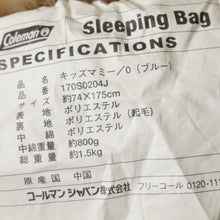 Coleman
Sleeping Bag
SPECIFICATIONS
品名 キッズマミー/0（ブルー）
品番 170S0204J
サイズ 約74×175cm
表地 ポリエステル
裏地 ポリエステル（起毛）
中綿 ポリエステル
中綿重量 約800g
総重量 約1.5kg
原産国 中国
コールマン ジャパン株式会社 フリーコール 0120-11